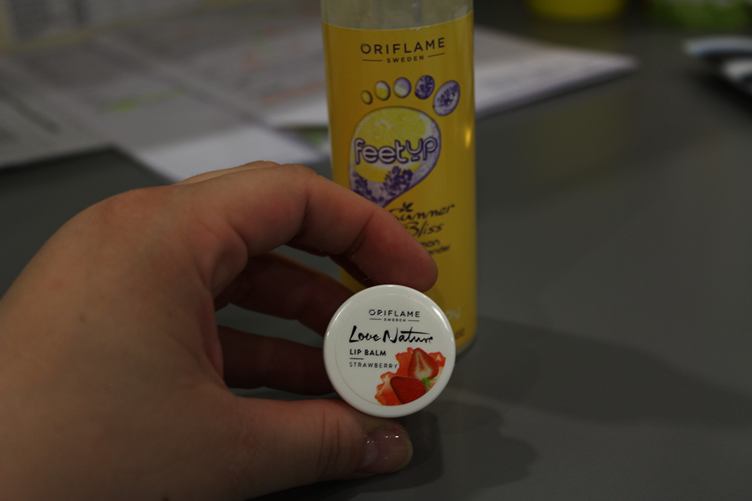 ORIFLAME
SWEDEN
feetup
Summer
Bliss
ORIFLAME
SWEDEN
Love Nature
LIP BALM
STRAWBERRY